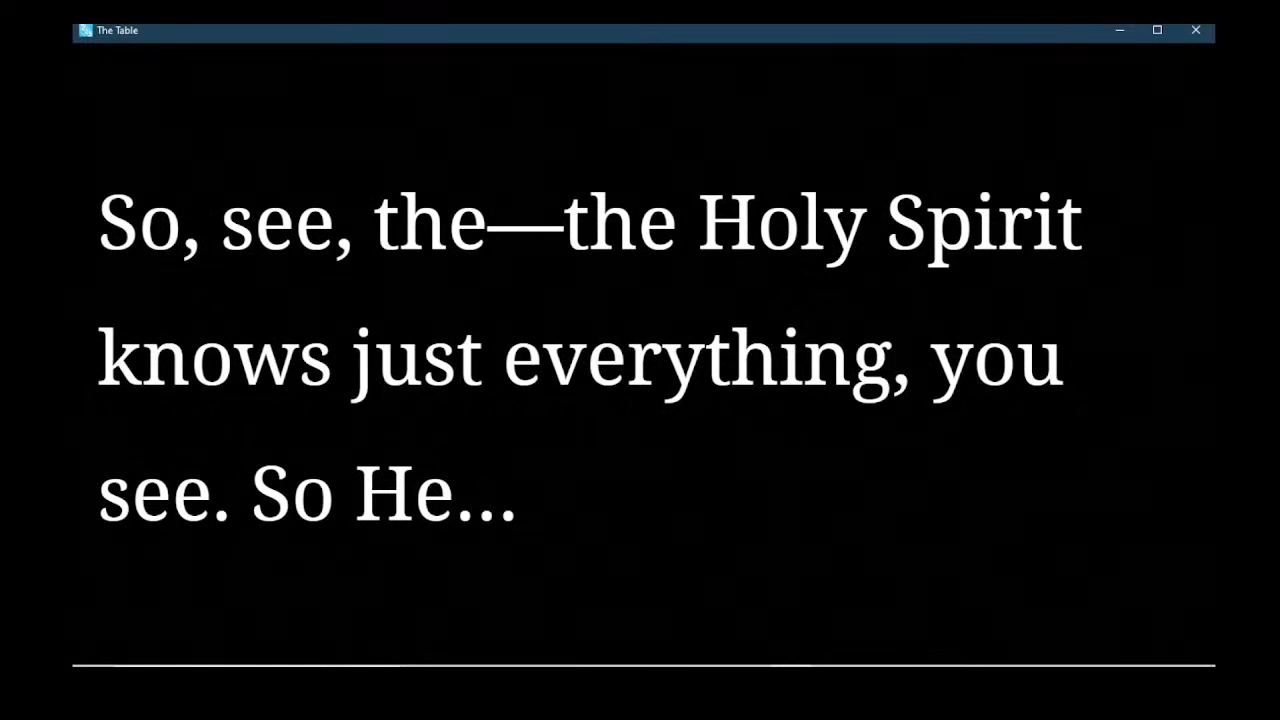 The Table
So, see, the—the Holy Spirit
knows just everything, you
see. So He...